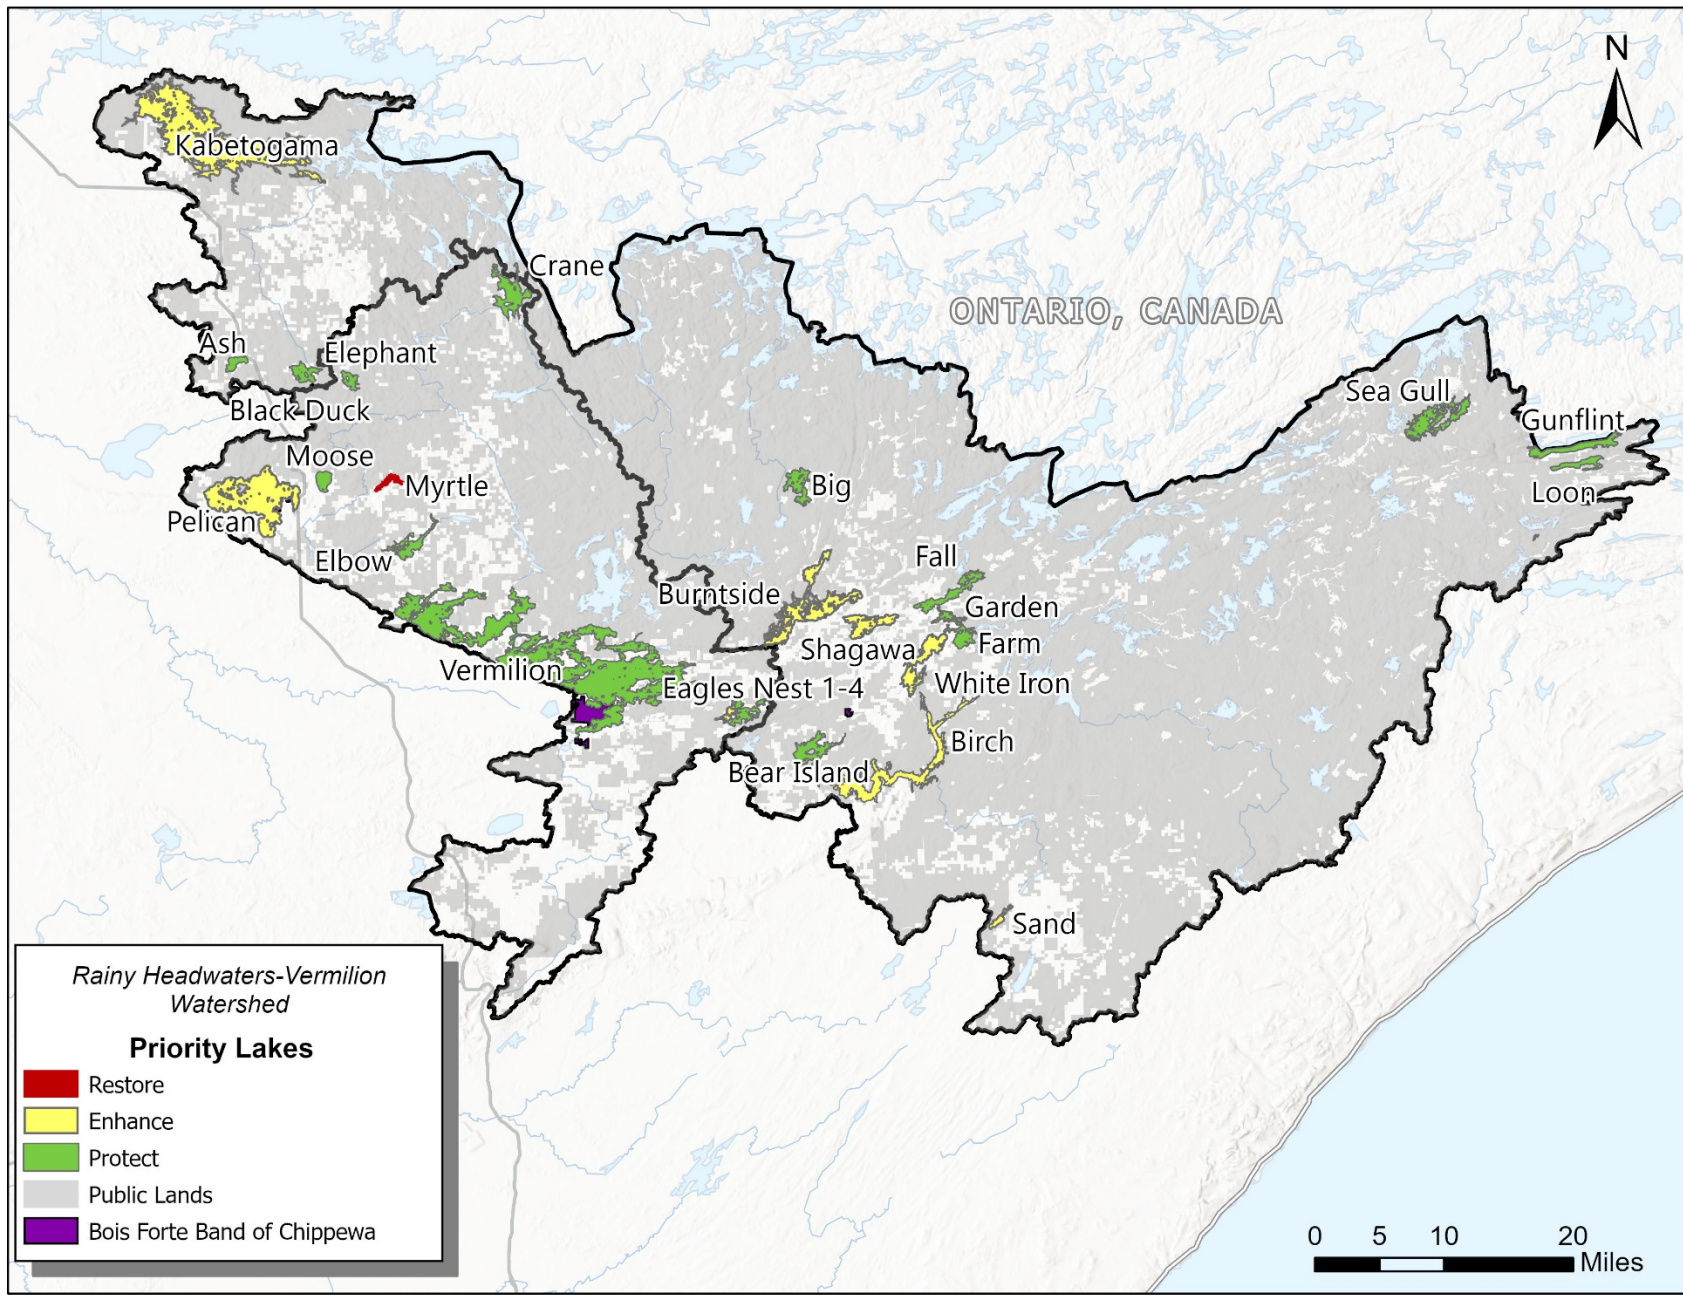 N
Kabetogama
Crane
ONTARIO, CANADA
Ash
Elephant
Black Duck
Sea Gull
Gunflint
Moose
Myrtle
Big
Loon
Pelican
Elbow
Fall
Burntside
Garden
Shagawa
Farm
Vermilion
Eagles Nest 1-4
White Iron
Birch
Bear Island
Sand
Rainy Headwaters-Vermilion
Watershed
Priority Lakes
Restore
Enhance
Protect
Public Lands
Bois Forte Band of Chippewa
0 5 10 20
Miles